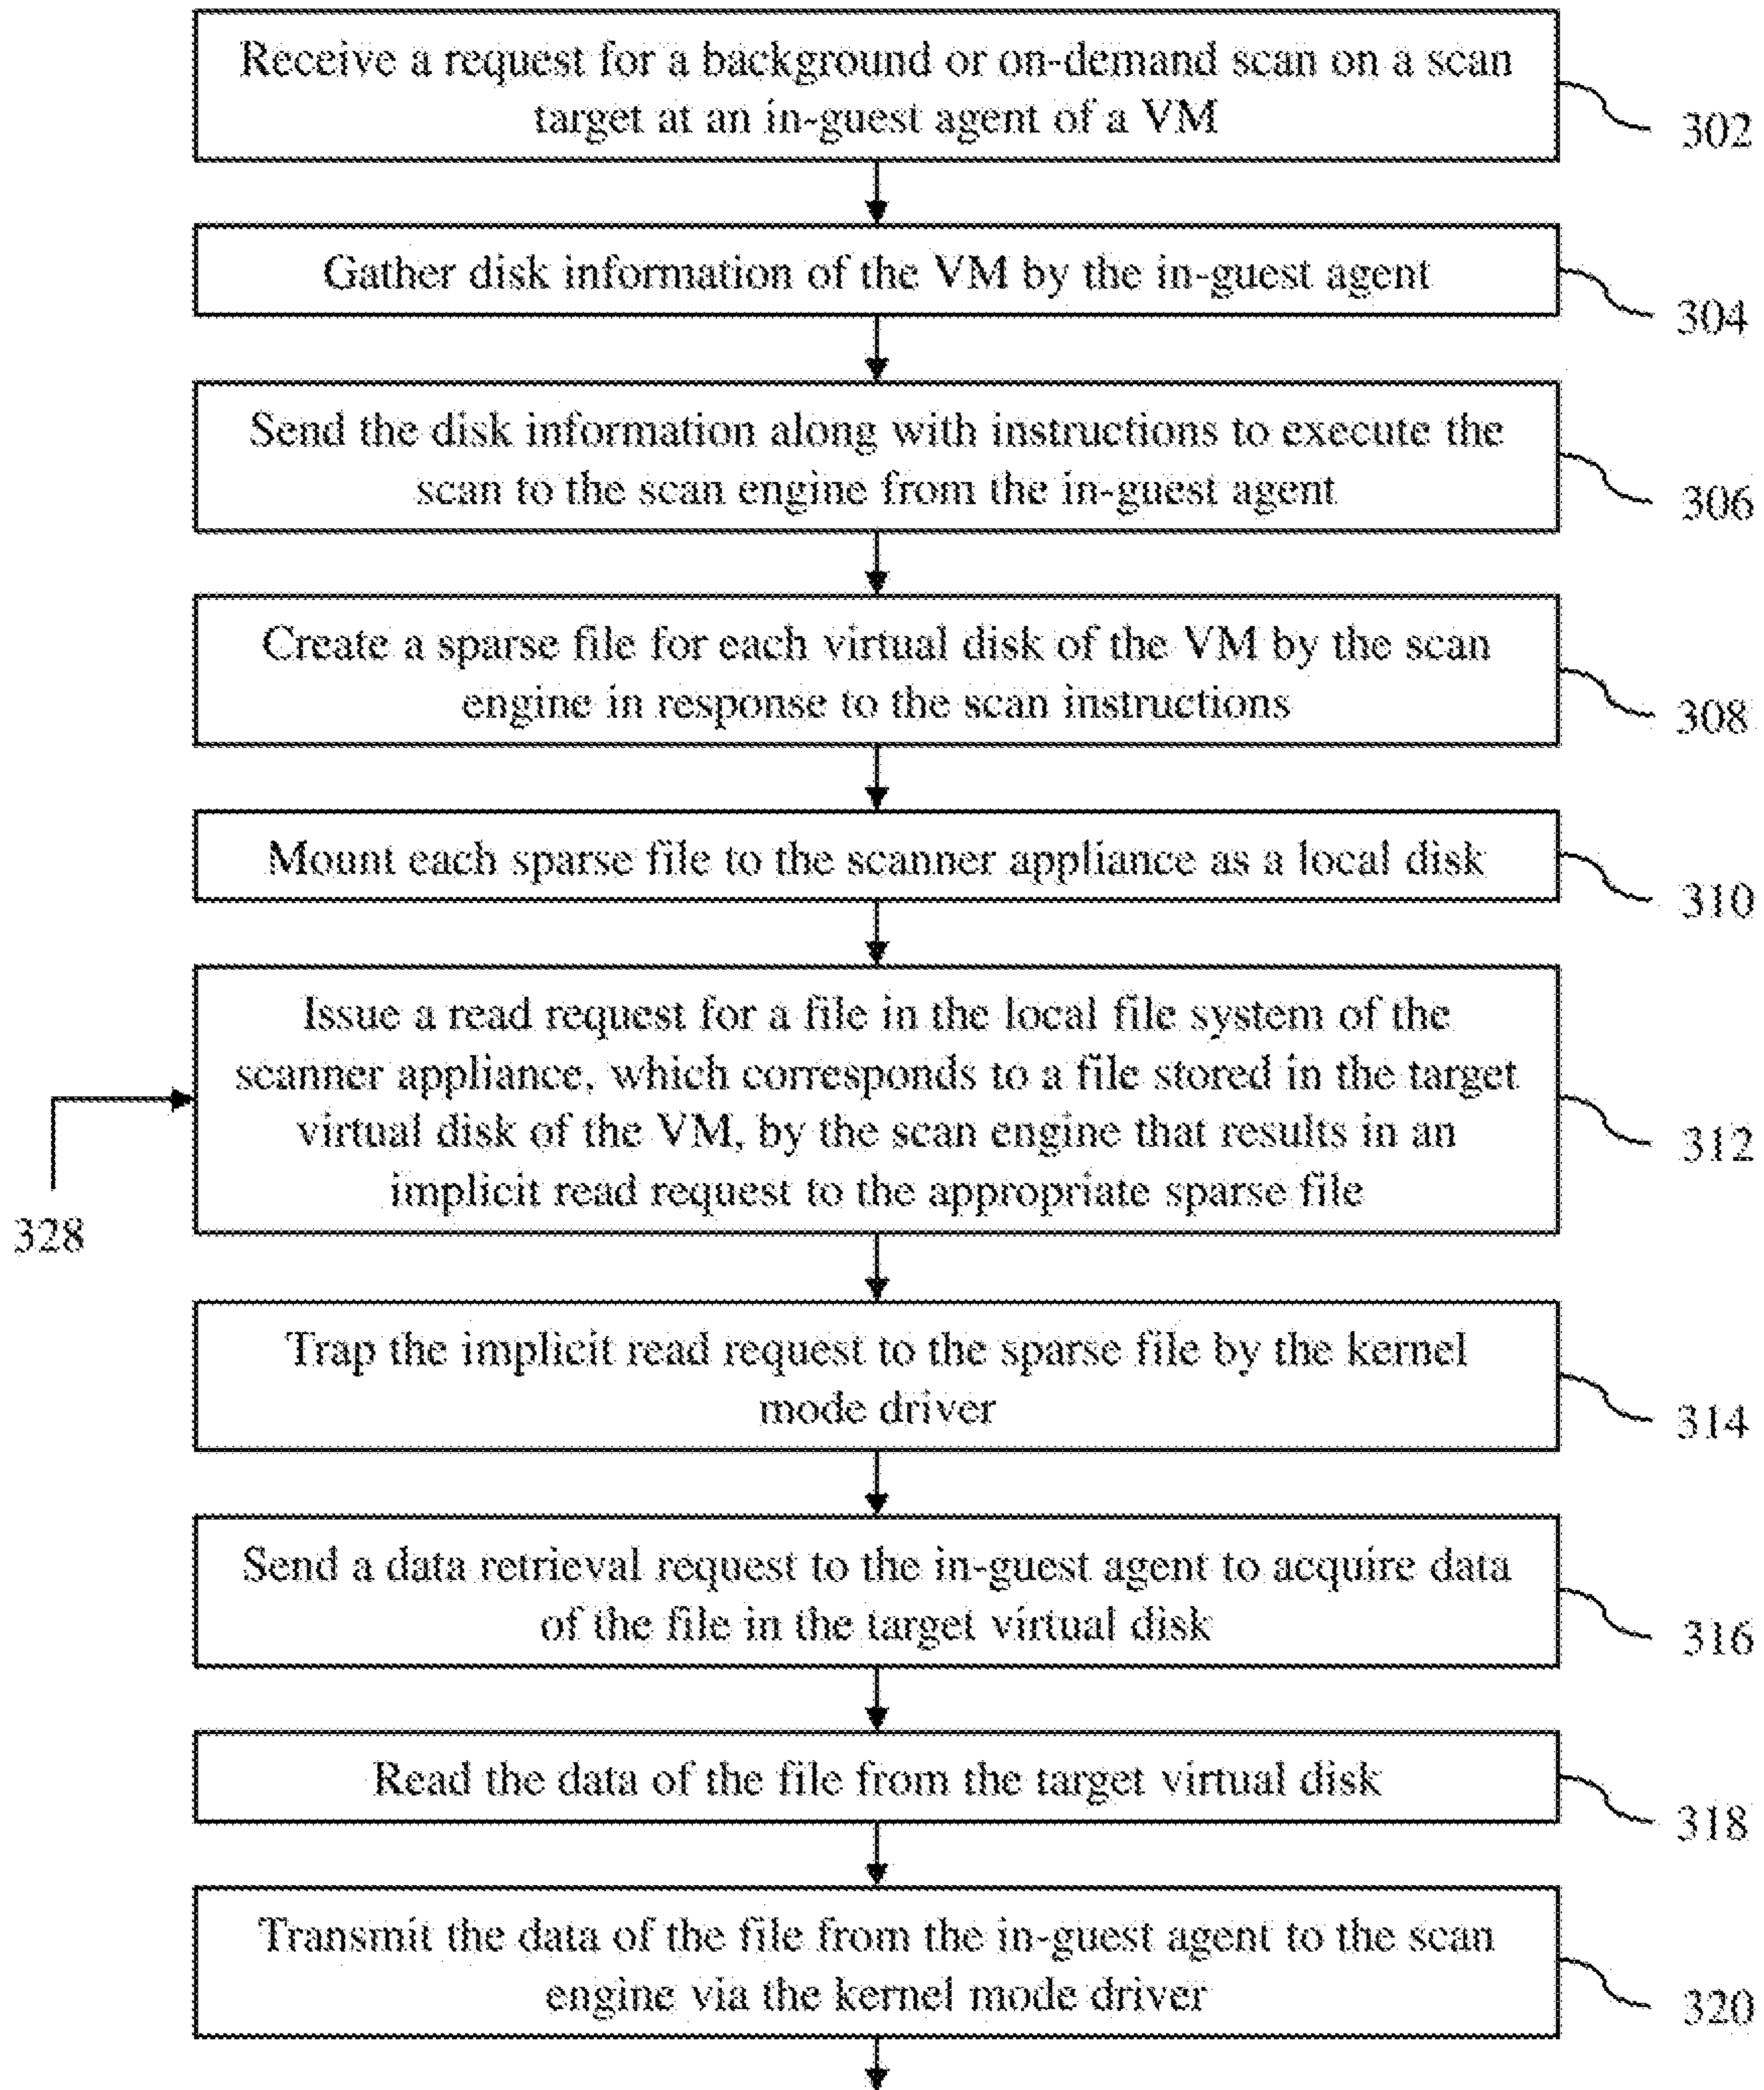 Receive a request for a background or on-demand scan on a scan
target at an in-guest agent of a VM
302
Gather disk information of the VM by the in-guest agent
304
Send the disk information along with instructions to execute the
scan to the scan engine from the in-guest agent
306
Create a sparse file for each virtual disk of the VM by the scan
engine in response to the scan instructions
308
Mount each sparse file to the scanner appliance as a local disk
310
Issue a read request for a file in the local file system of the
scanner appliance, which corresponds to a file stored in the target
virtual disk of the VM, by the scan engine that results in an
implicit read request to the appropriate sparse file
312
328
Trap the implicit read request to the sparse file by the kernel
mode driver
314
Send a data retrieval request to the in-guest agent to acquire data
of the file in the target virtual disk
316
Read the data of the file from the target virtual disk
318
Transmit the data of the file from the in-guest agent to the scan
engine via the kernel mode driver
320